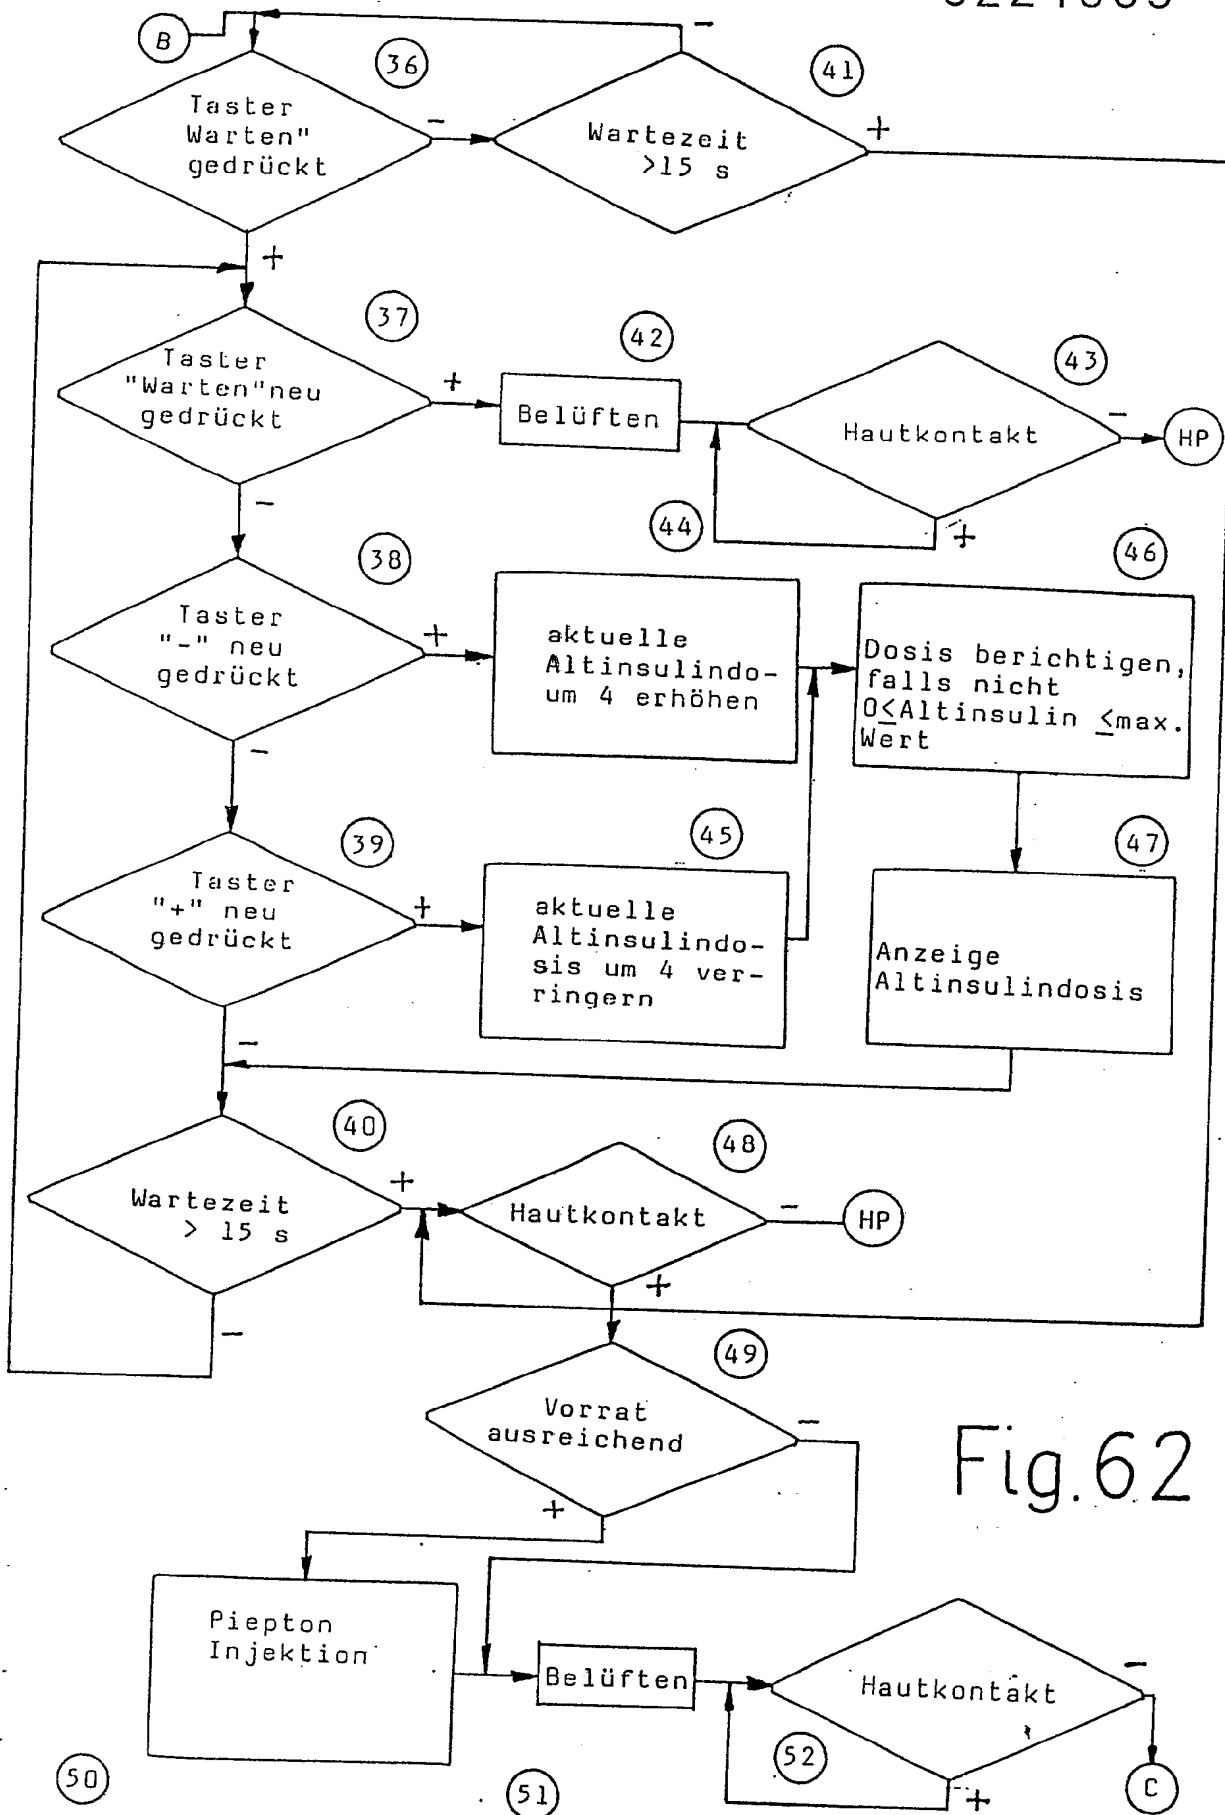 B
36
Taster
Warten"
gedrückt
-
41
Wartezeit
>15 s
-
+
+
37
Taster
"Warten"neu
gedrückt
+
42
Belüften
43
Hautkontakt
-
HP
+
-
38
Taster
"-" neu
gedrückt
+
44
aktuelle
Altinsulindo-
um 4 erhöhen
46
Dosis berichtigen,
falls nicht
0≤Altinsulin ≤max.
Wert
-
39
Taster
"+" neu
gedrückt
+
45
aktuelle
Altinsulindo-
sis um 4 ver-
ringern
47
Anzeige
Altinsulindosis
-
40
Wartezeit
> 15 s
+
-
48
Hautkontakt
-
HP
+
49
Vorrat
ausreichend
-
+
Fig.62
Piepton
Injektion
50
Belüften
51
Hautkontakt
-
52
+
C